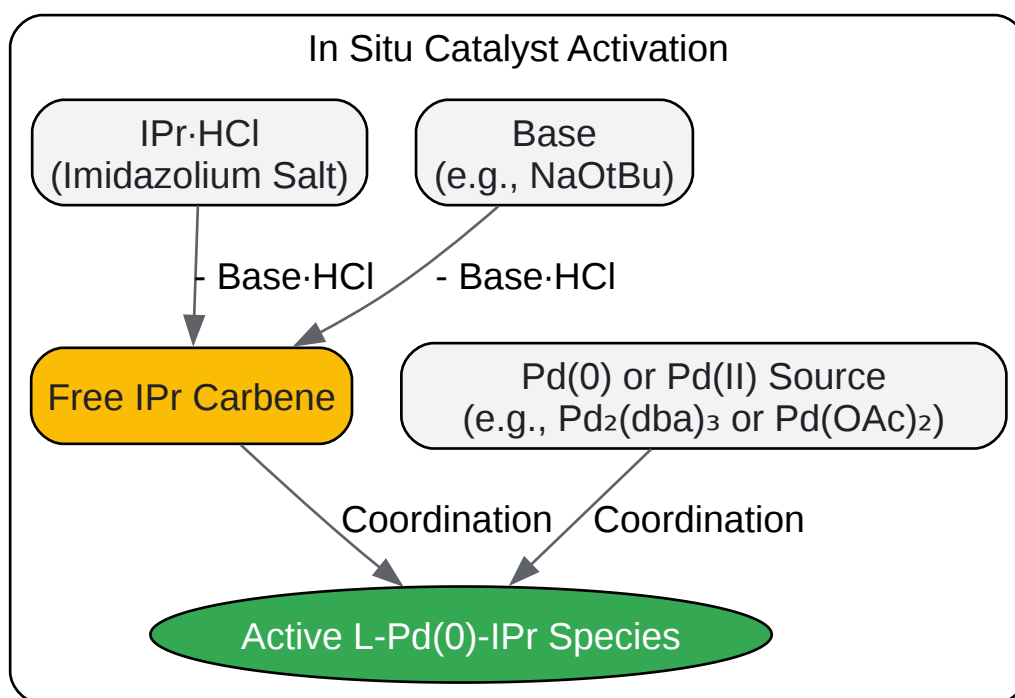 In Situ Catalyst Activation
IPr·HCl
(Imidazolium Salt)
Base
(e.g., NaOtBu)
- Base·HCl
- Base·HCl
Free IPr Carbene
Pd(0) or Pd(II) Source
(e.g., Pd₂(dba)₃ or Pd(OAc)₂)
Coordination
Coordination
Active L-Pd(0)-IPr Species